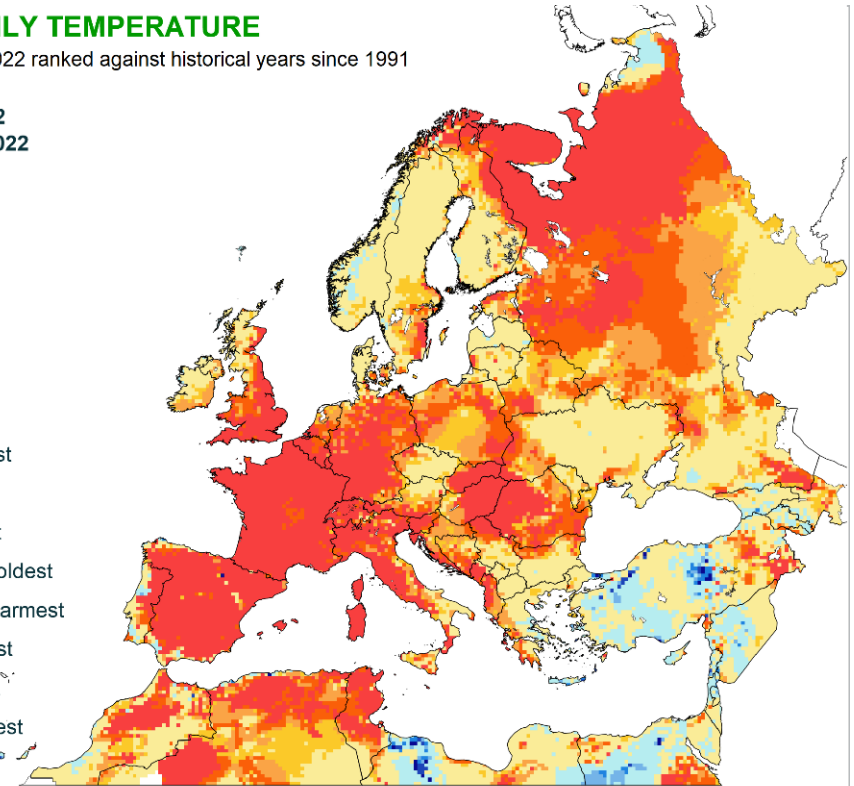 LY TEMPERATURE
022 ranked against historical years since 1991
2
022
st
t
oldest
armest
st
est